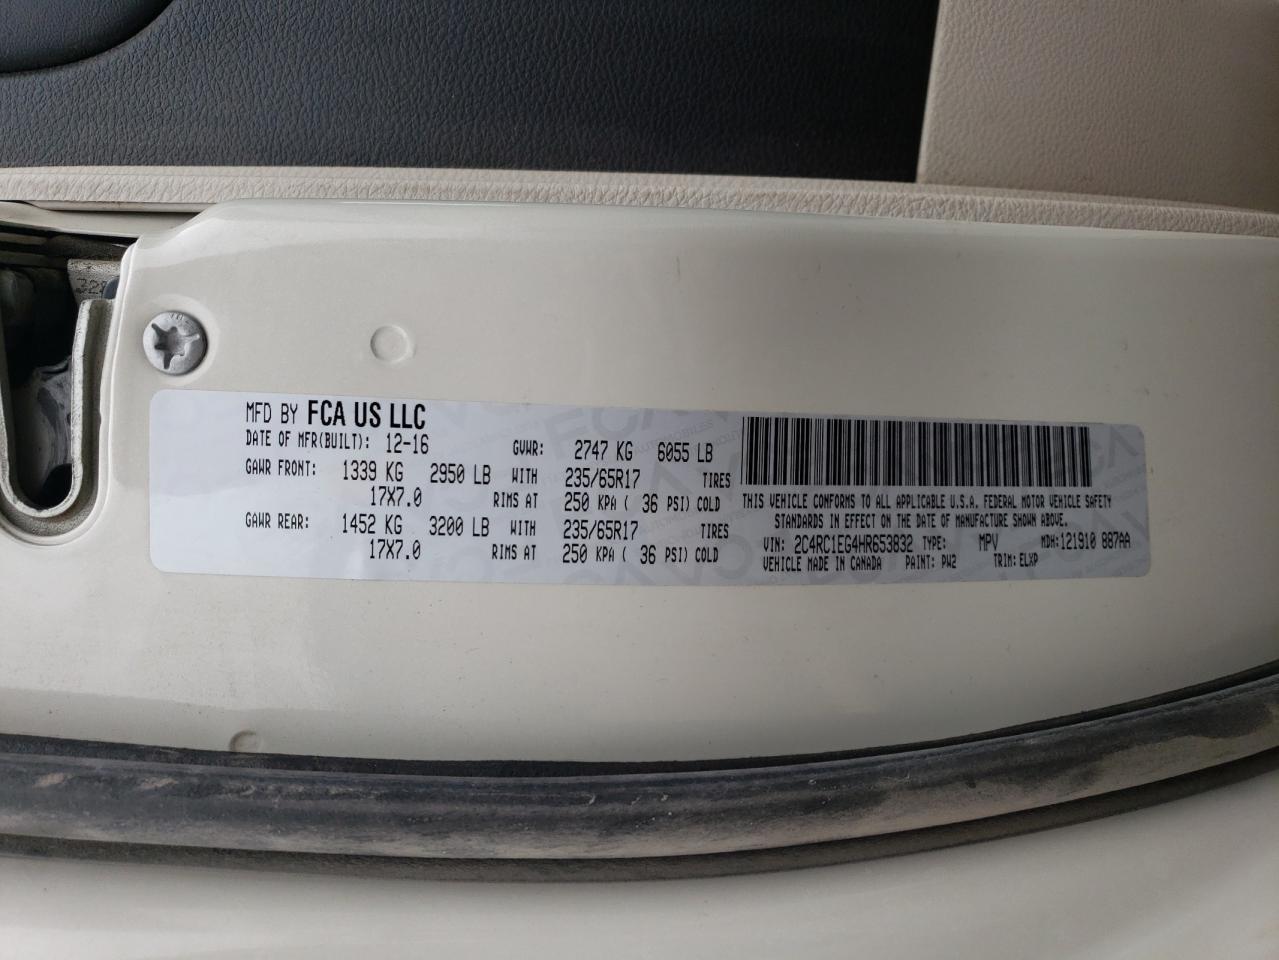 MFD BY FCA US LLC
DATE OF MFR(BUILT): 12-16 GVWR: 2747 KG 6055 LB
GAWR FRONT: 1339 KG 2950 LB WITH 235/65R17 TIRES
17X7.0 RIMS AT 250 KPA ( 36 PSI) COLD
GAWR REAR: 1452 KG 3200 LB WITH 235/65R17 TIRES
17X7.0 RIMS AT 250 KPA ( 36 PSI) COLD
THIS VEHICLE CONFORMS TO ALL APPLICABLE U.S.A. FEDERAL MOTOR VEHICLE SAFETY
STANDARDS IN EFFECT ON THE DATE OF MANUFACTURE SHOWN ABOVE.
VIN: 2C4RC1EG4HR653832 TYPE: MPV MDH:121910 887AA
VEHICLE MADE IN CANADA PAINT: PW2 TRIM: ELXP